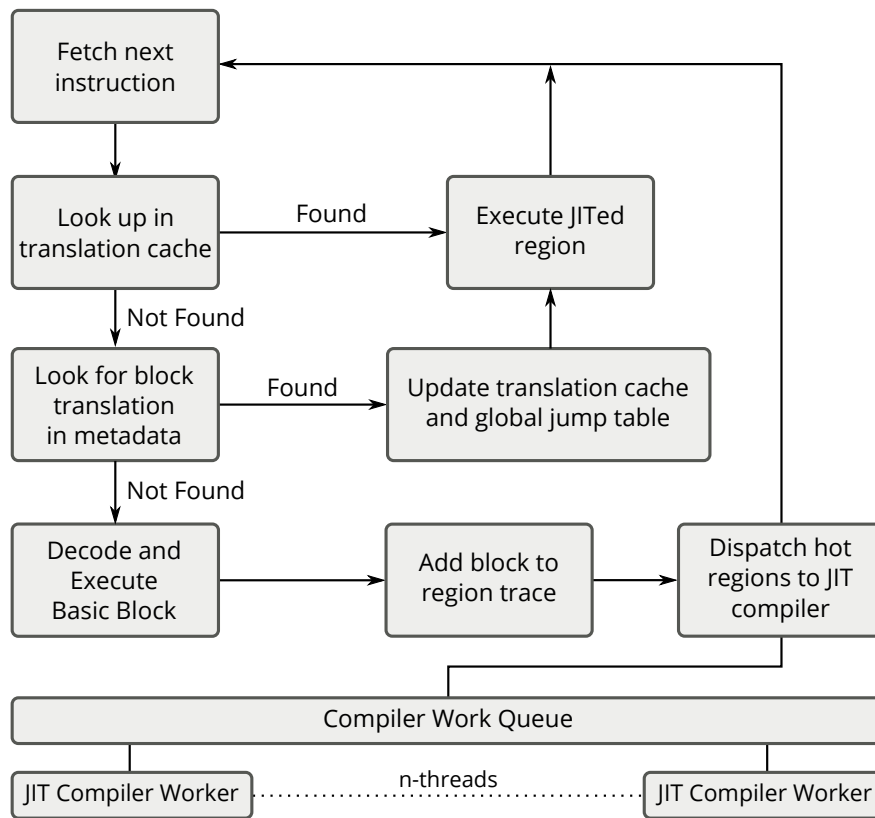 Fetch next
instruction
Look up in
translation cache
Found
Execute JITed
region
Not Found
Look for block
translation
in metadata
Found
Update translation cache
and global jump table
Not Found
Decode and
Execute
Basic Block
Add block to
region trace
Dispatch hot
regions to JIT
compiler
Compiler Work Queue
JIT Compiler Worker
n-threads
JIT Compiler Worker